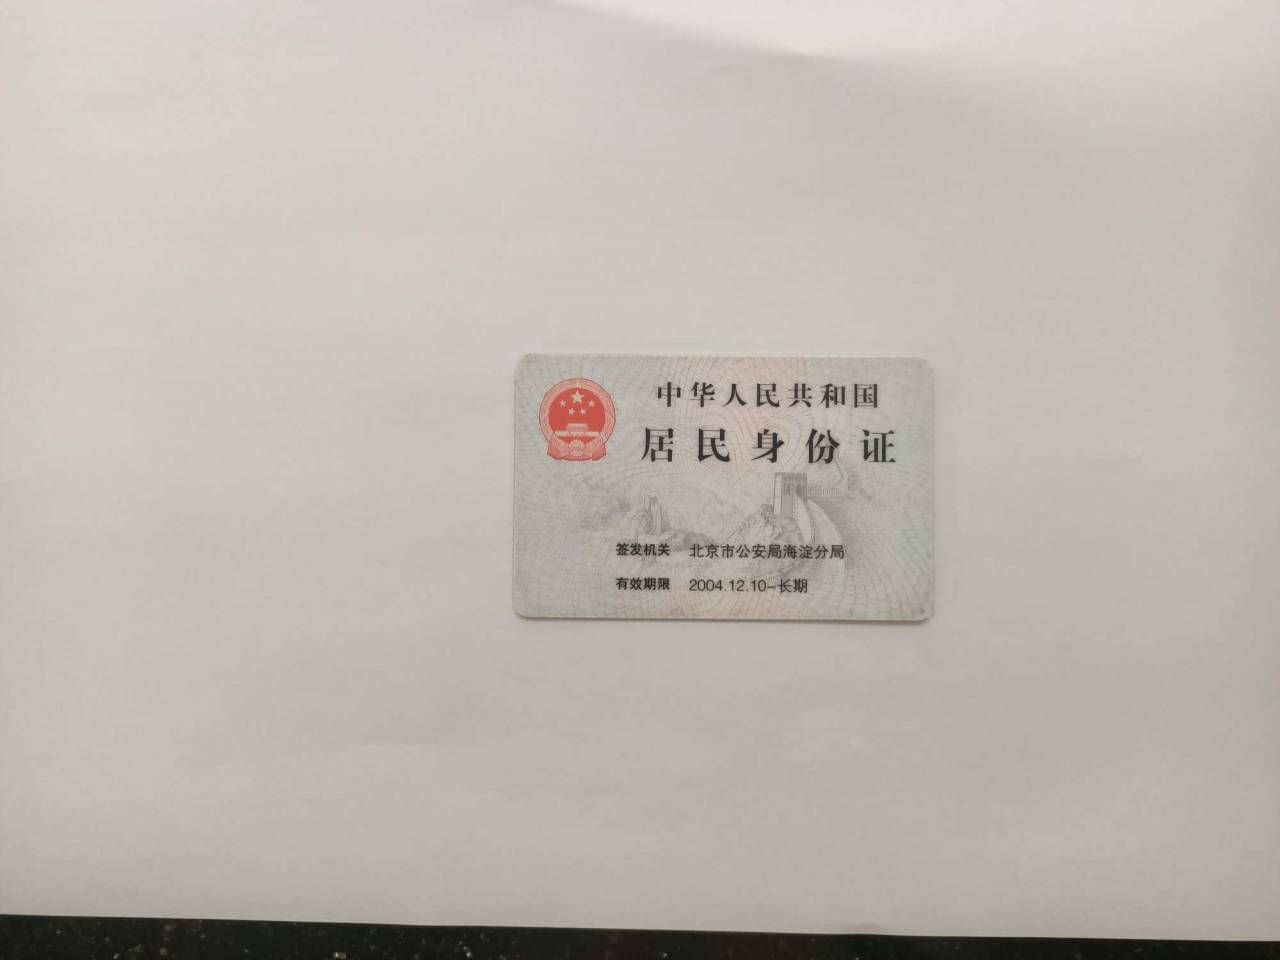 中华人民共和国
居民身份证
签发机关 北京市公安局海淀分局
有效期限 2004.12.10-长期